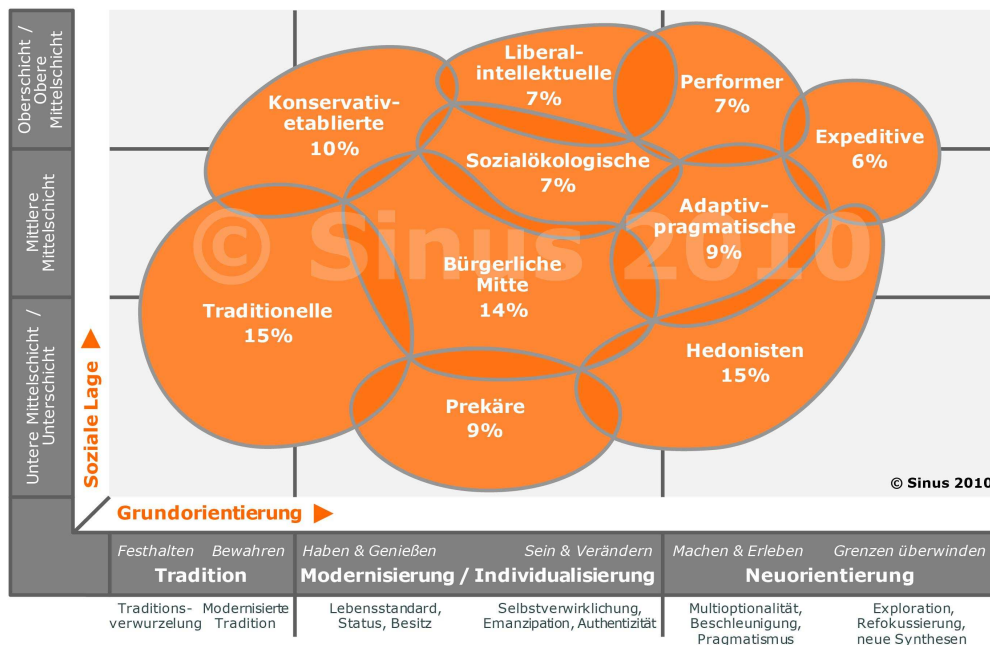 Oberschicht /
Obere
Mittelschicht
Mittlere
Mittelschicht
Untere Mittelschicht /
Unterschicht
Soziale Lage ▶
Konservativ-
etablierte
10%
Liberal-
intellektuelle
7%
Performer
7%
Expeditive
6%
Sozialökologische
7%
Adaptiv-
pragmatische
9%
© Sinus 2010
Bürgerliche
Mitte
14%
Traditionelle
15%
Hedonisten
15%
Prekäre
9%
© Sinus 2010
Grundorientierung ▶
Festhalten Bewahren
Tradition
Haben & Genießen Sein & Verändern
Modernisierung / Individualisierung
Machen & Erleben Grenzen überwinden
Neuorientierung
Traditions-
verwurzelung
Modernisierte
Tradition
Lebensstandard,
Status, Besitz
Selbstverwirklichung,
Emanzipation, Authentizität
Multioptionalität,
Beschleunigung,
Pragmatismus
Exploration,
Refokussierung,
neue Synthesen